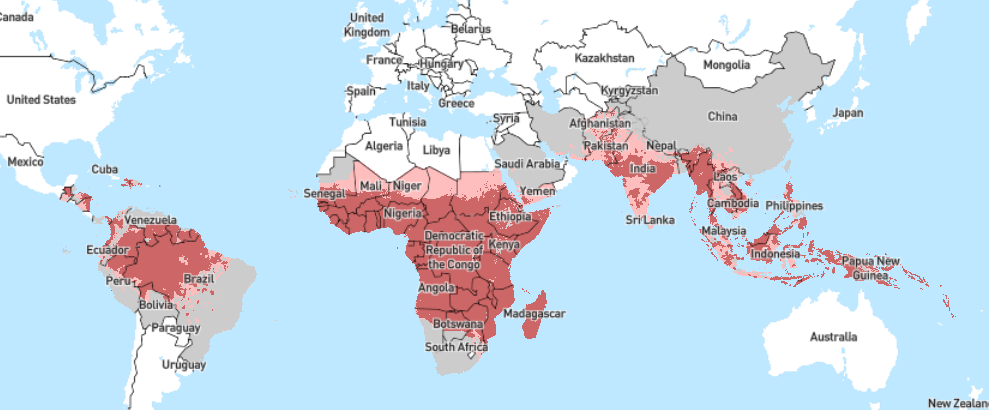 Canada
United States
Mexico
Cuba
Venezuela
Ecuador
Peru
Brazil
Bolivia
Paraguay
Uruguay
United
Kingdom
Belarus
France
Hungary
Italy
Spain
Greece
Tunisia
Syria
Algeria
Libya
Saudi Arabia
Yemen
Senegal
Mali
Niger
Nigeria
Ethiopia
Democratic
Republic of
the Congo
Kenya
Angola
Botswana
Madagascar
South Africa
Kazakhstan
Mongolia
Kyrgyzstan
Afghanistan
Pakistan
Nepal
China
Japan
India
Laos
Cambodia
Philippines
Sri Lanka
Malaysia
Indonesia
Papua New
Guinea
Australia
New Zealan